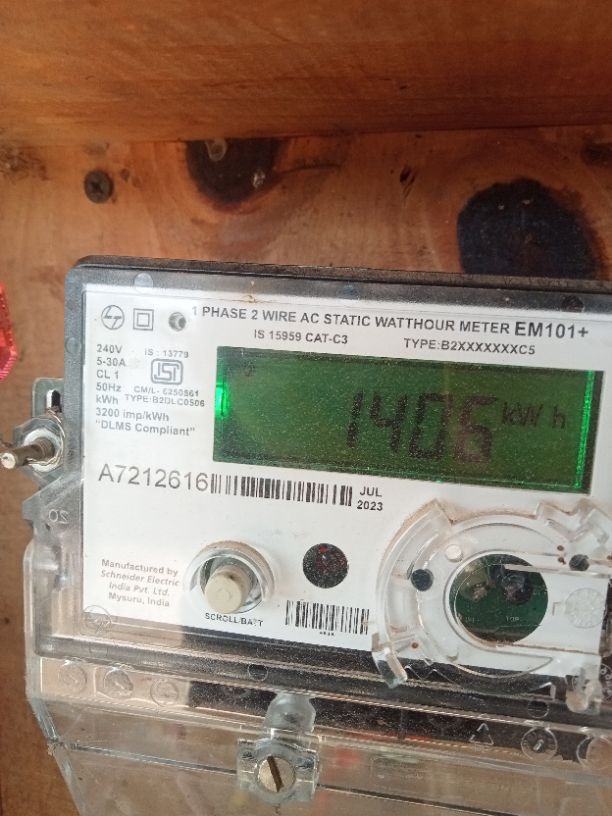 1 PHASE 2 WIRE AC STATIC WATTHOUR METER EM101+
IS 15959 CAT-C3 TYPE:B2XXXXXXXC5
240V IS : 13779
5-30A
CL 1
50Hz CM/L- 6250561
kWh TYPE:B2DLC0506
3200 imp/kWh
"DLMS Compliant"
1406 kWh
A7212616
JUL
2023
Manufactured by
Schneider Electric
India Pvt. Ltd.
Mysuru, India
SCROLL/BATT